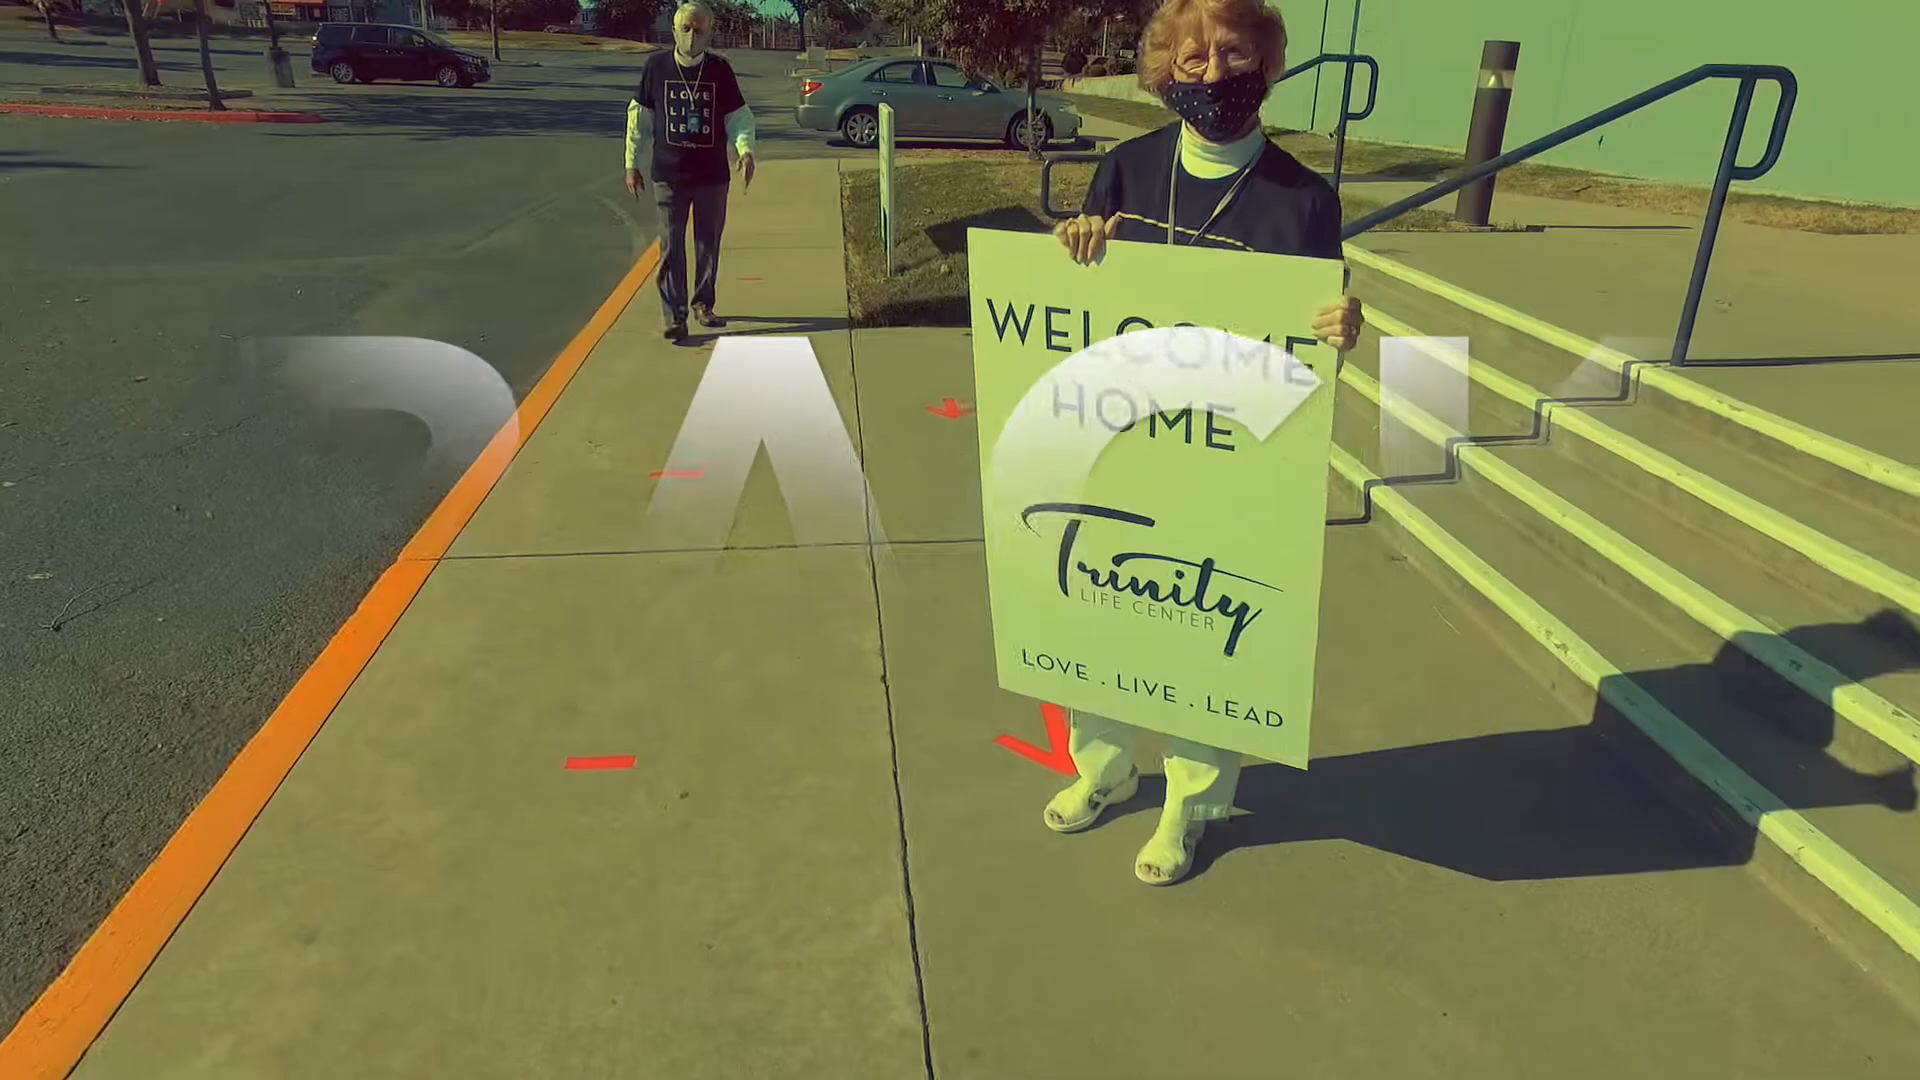 LOVE
LIVE
LEAD
WELCOME
HOME
Trinity
LIFE CENTER
LOVE . LIVE . LEAD